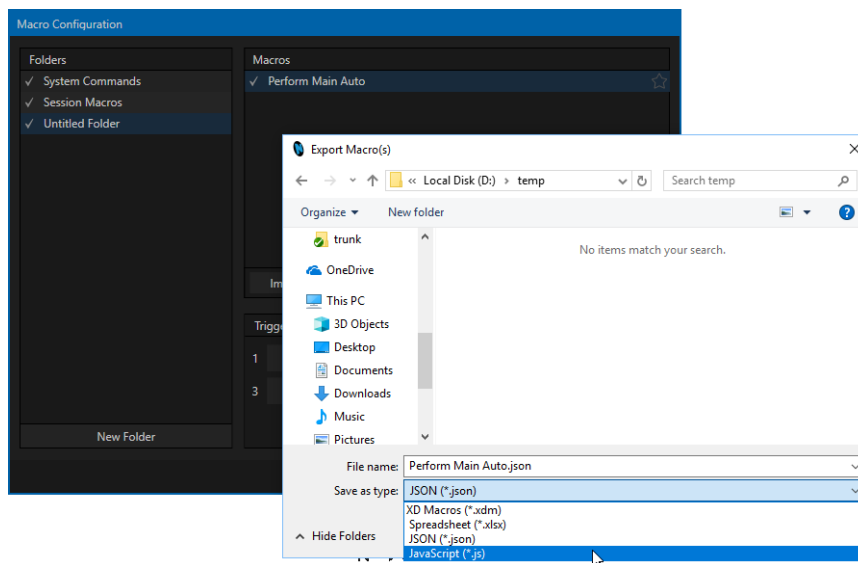 Macro Configuration
Folders
✓ System Commands
✓ Session Macros
✓ Untitled Folder
New Folder
Macros
✓ Perform Main Auto
1
3
Export Macro(s)
« Local Disk (D:) › temp
Search temp
Organize
New folder
trunk
OneDrive
This PC
3D Objects
Desktop
Documents
Downloads
Music
Pictures
No items match your search.
File name: Perform Main Auto.json
Save as type: JSON (*.json)
XD Macros (*.xdm)
Spreadsheet (*.xlsx)
JSON (*.json)
JavaScript (*.js)
Hide Folders